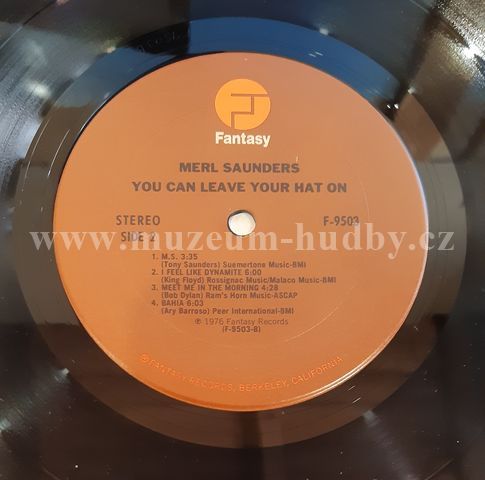 Fantasy
MERL SAUNDERS
YOU CAN LEAVE YOUR HAT ON
STEREO F-9503
SIDE 2
www.muzeum-hudby.cz
1. M.S. 3:35
(Tony Saunders) Suemertone Music-BMI
2. I FEEL LIKE DYNAMITE 6:00
(King Floyd) Rossignac Music/Malaco Music-BMI
3. MEET ME IN THE MORNING 4:28
(Bob Dylan) Ram's Horn Music-ASCAP
4. BAHIA 6:03
(Ary Barroso) Peer International-BMI
℗ 1976 Fantasy Records
(F-9503-B)
©FANTASY RECORDS, BERKELEY, CALIFORNIA